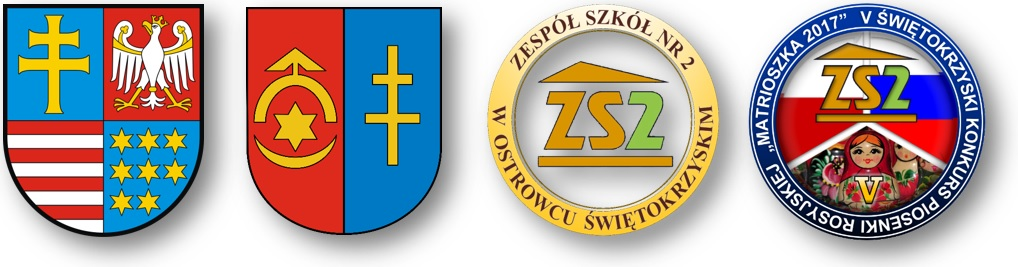 ZESPÓŁ SZKÓŁ NR 2
W OSTROWCU ŚWIĘTOKRZYSKIM
ZS2
V ŚWIĘTOKRZYSKI KONKURS PIOSENKI ROSYJSKIEJ „MATRIOSZKA 2017”
ZS2
V